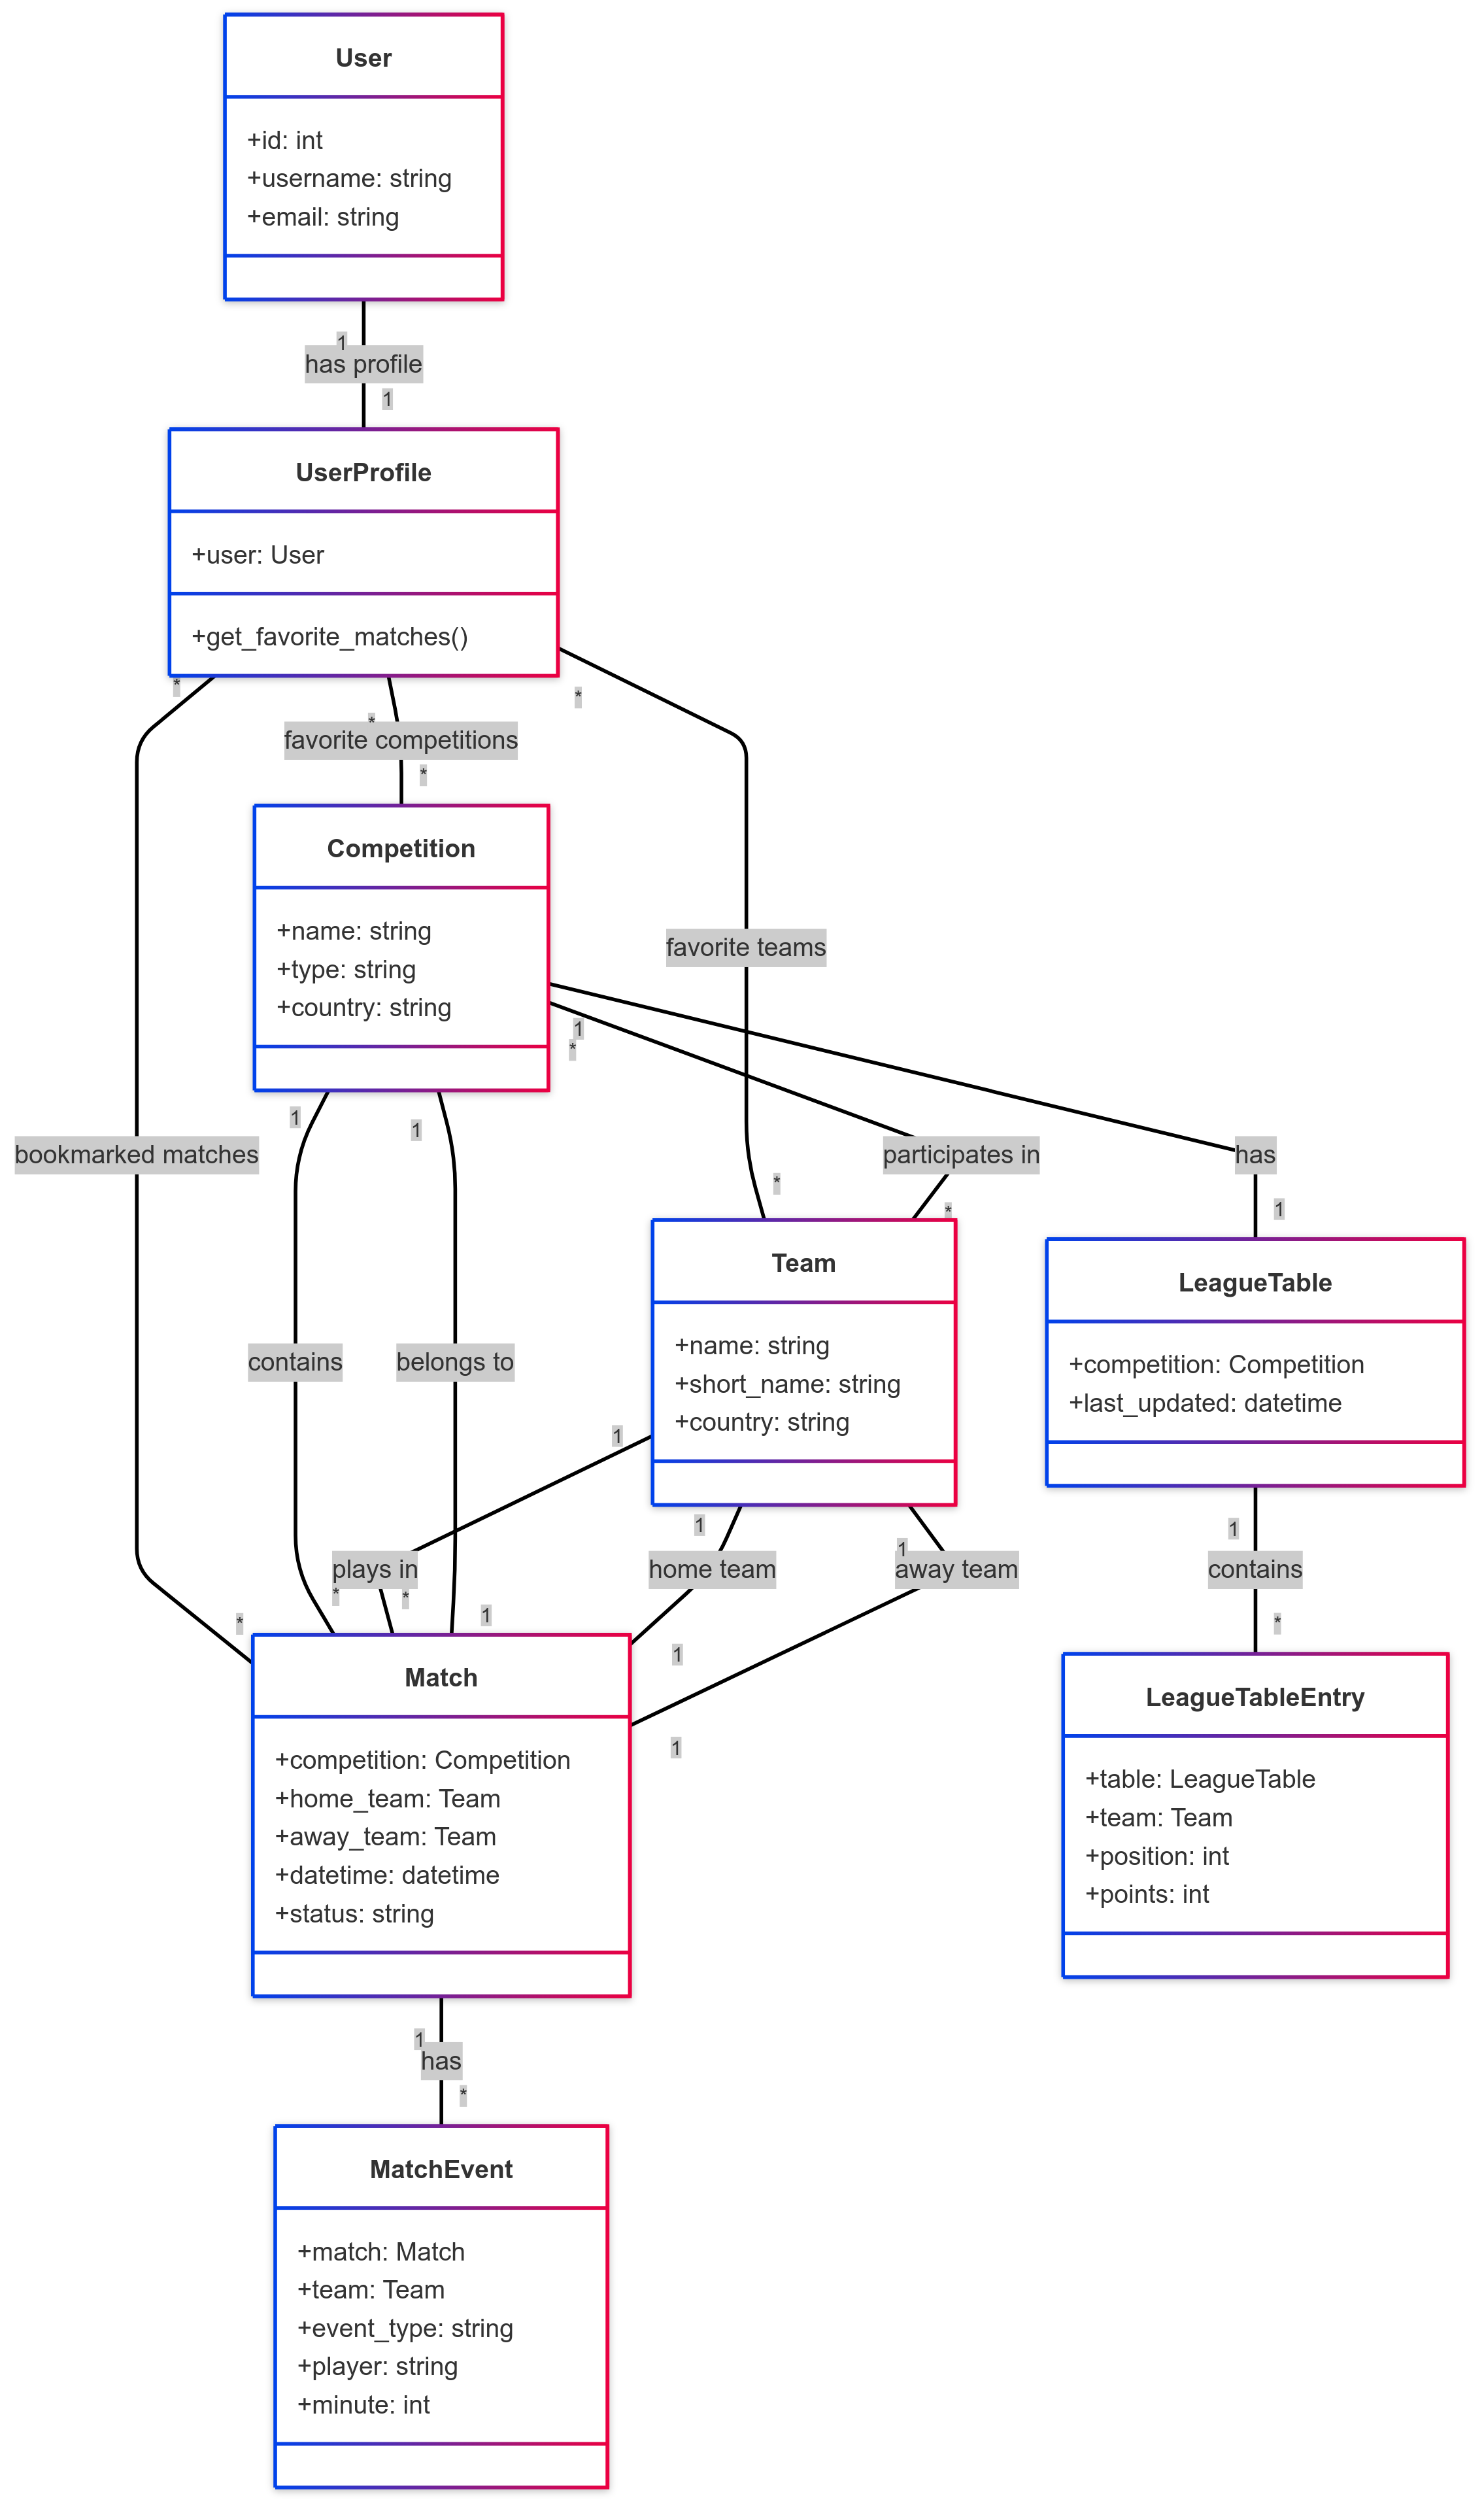 User
+id: int
+username: string
+email: string
1
has profile
1
UserProfile
+user: User
+get_favorite_matches()
*
*
*
favorite competitions
*
Competition
+name: string
+type: string
+country: string
favorite teams
1
*
1
1
bookmarked matches
participates in
has
*
*
1
Team
+name: string
+short_name: string
+country: string
LeagueTable
+competition: Competition
+last_updated: datetime
contains
belongs to
1
1
1
1
plays in
home team
away team
contains
*
*
*
1
1
1
*
Match
+competition: Competition
+home_team: Team
+away_team: Team
+datetime: datetime
+status: string
LeagueTableEntry
+table: LeagueTable
+team: Team
+position: int
+points: int
1
has
*
MatchEvent
+match: Match
+team: Team
+event_type: string
+player: string
+minute: int